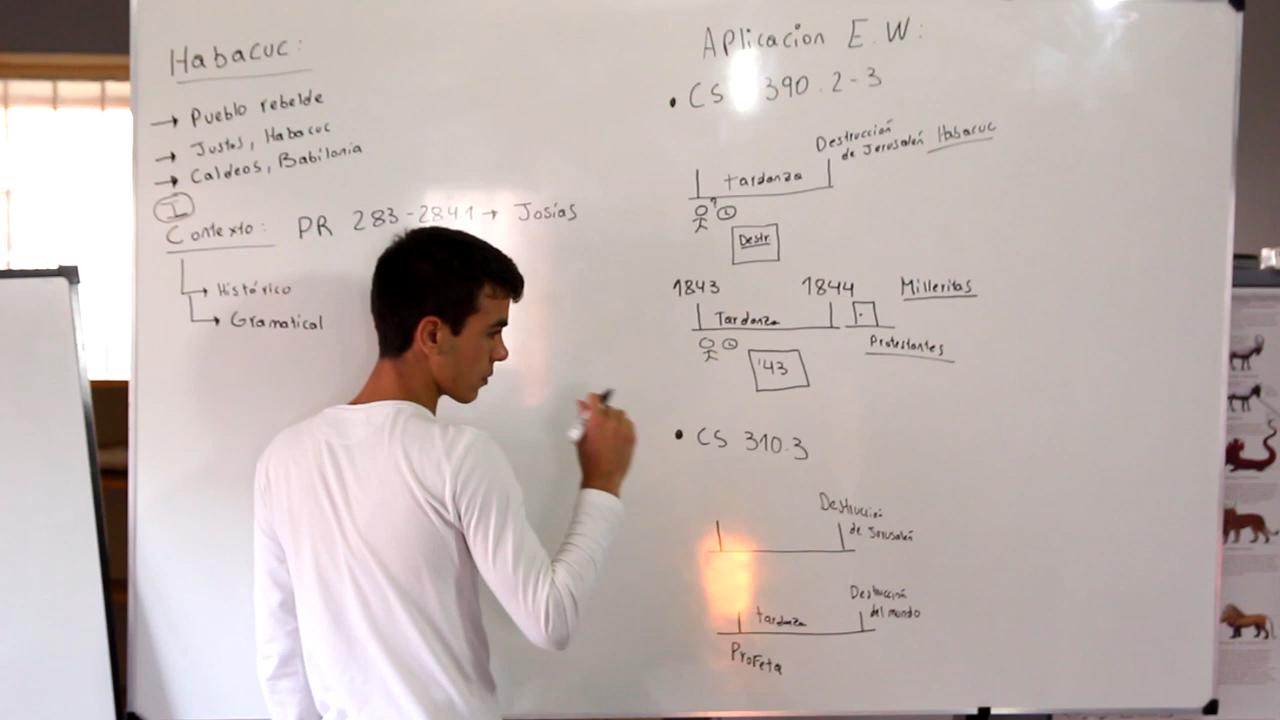 Habacuc:
→ Pueblo rebelde
→ Justos, Habacuc
→ Caldeos, Babilonia
I
Contexto: PR 283-284.1 → Josías
Histórico
Gramatical
Aplicacion E.W:
• CS 390.2-3
Destrucción
de Jerusalén Habacuc
tardanza
?
Destr
1843 1844 Milleritas
Tardanza
Protestantes
'43
• CS 310.3
Destrucción
de Jerusalén
Destrucción
del mundo
tardanza
Profeta